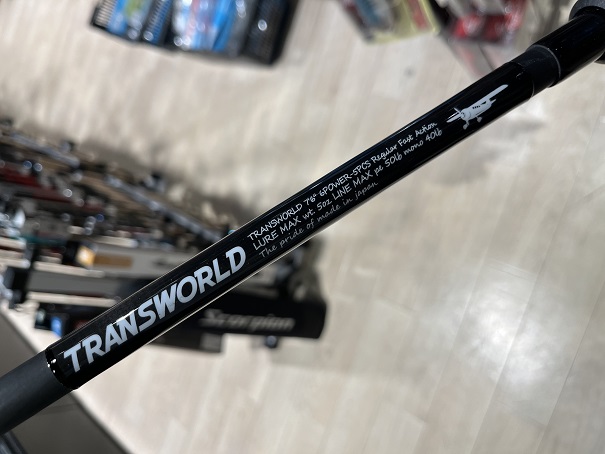 TRANSWORLD
TRANSWORLD 7'6" 6POWER-5PCS Regular Fast Action
LURE MAX wt. 5oz LINE MAX pe 50lb mono 40lb
The pride of made in japan
Scorpion